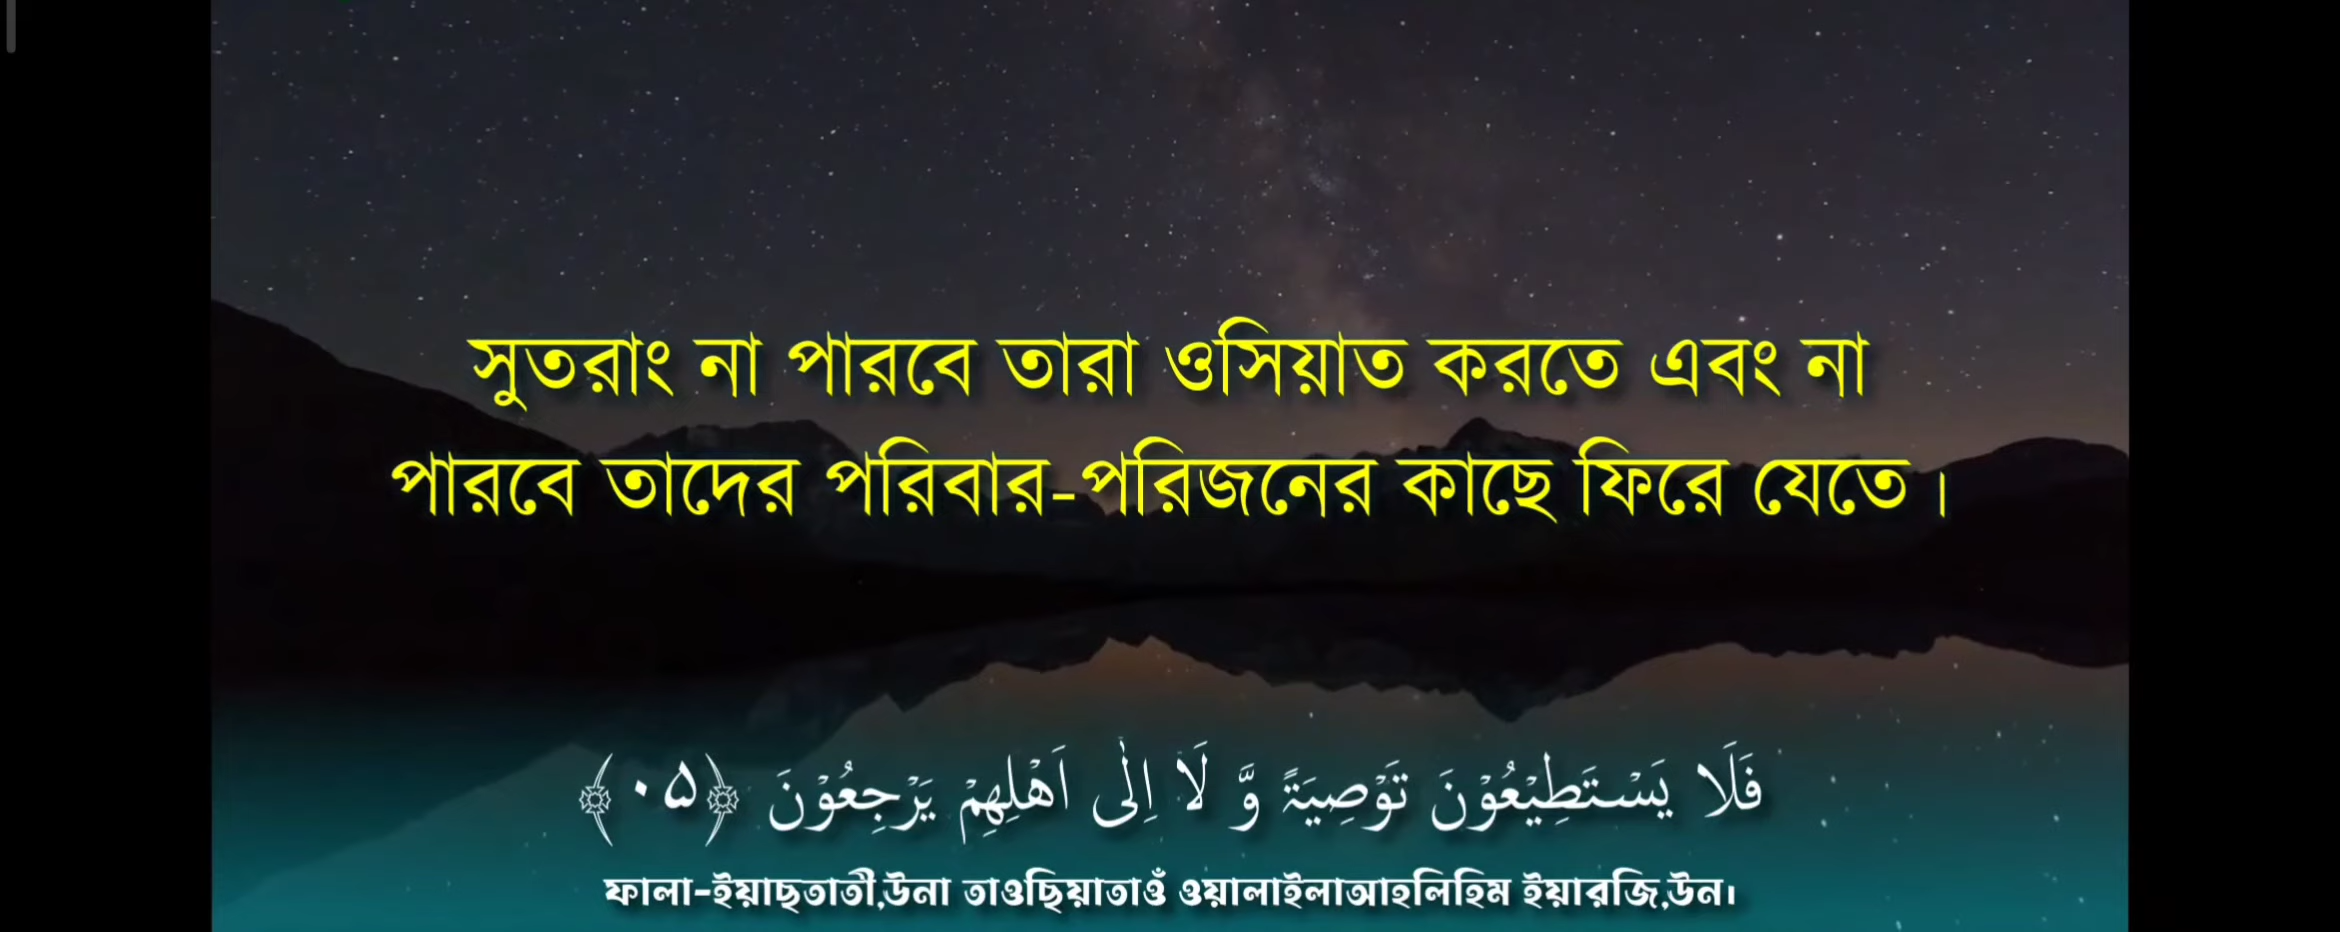 সুতরাং না পারবে তারা ওসিয়াত করতে এবং না
পারবে তাদের পরিবার-পরিজনের কাছে ফিরে যেতে।
فَلَا يَسْتَطِيْعُوْنَ تَوْصِيَةً وَّ لَاۤ اِلٰۤى اَهْلِهِمْ يَرْجِعُوْنَ ﴿۵۰﴾
ফালা-ইয়াছতাতী‚উনা তাওছিয়াতাওঁ ওয়ালাইলাআহলিহিম ইয়ারজি‚উন।